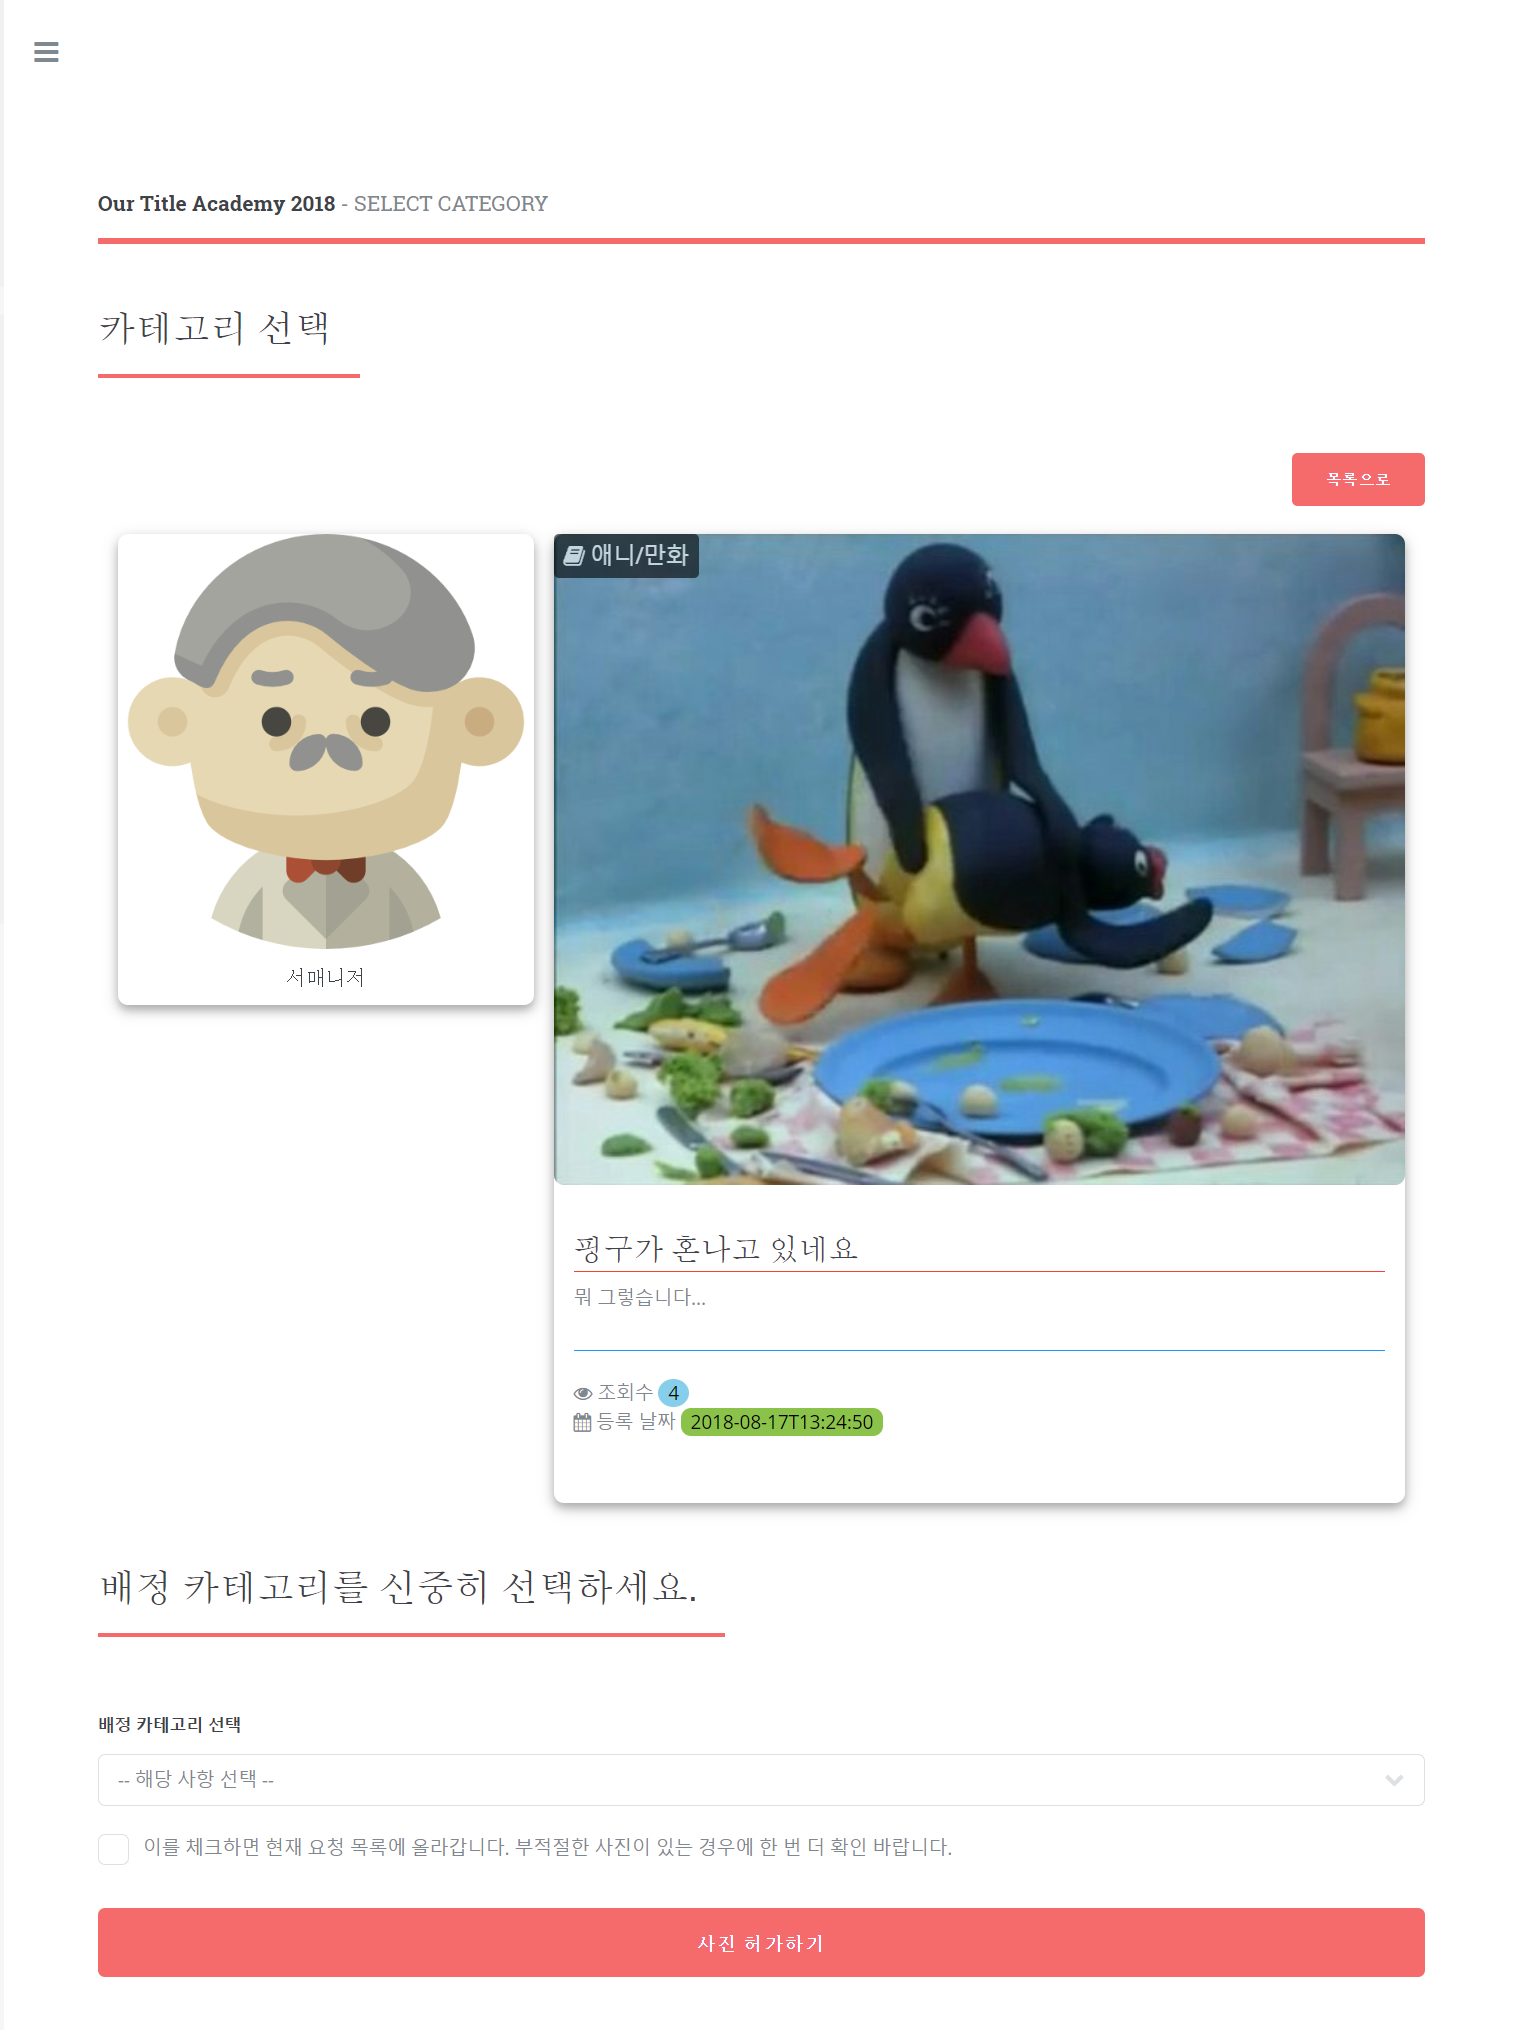 Our Title Academy 2018 - SELECT CATEGORY
카테고리 선택
목록으로
애니/만화
서매니저
핑구가 혼나고 있네요
뭐 그렇습니다...
조회수 4
등록 날짜 2018-08-17T13:24:50
배정 카테고리를 신중히 선택하세요.
배정 카테고리 선택
-- 해당 사항 선택 --
이를 체크하면 현재 요청 목록에 올라갑니다. 부적절한 사진이 있는 경우에 한 번 더 확인 바랍니다.
사진 허가하기